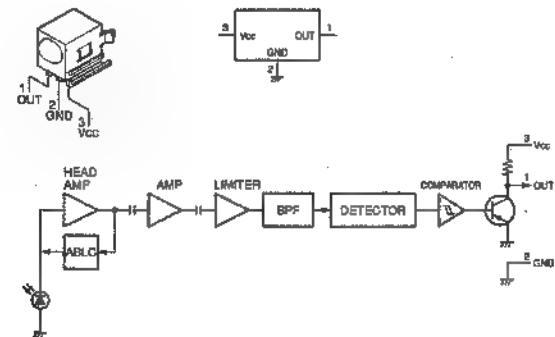 3 Vcc OUT 1
GND
2
1
OUT
2
GND
3
Vcc
HEAD
AMP
AMP
LIMITER
BPF
DETECTOR
COMPARATOR
ABLC
3 Vcc
1
OUT
2
GND